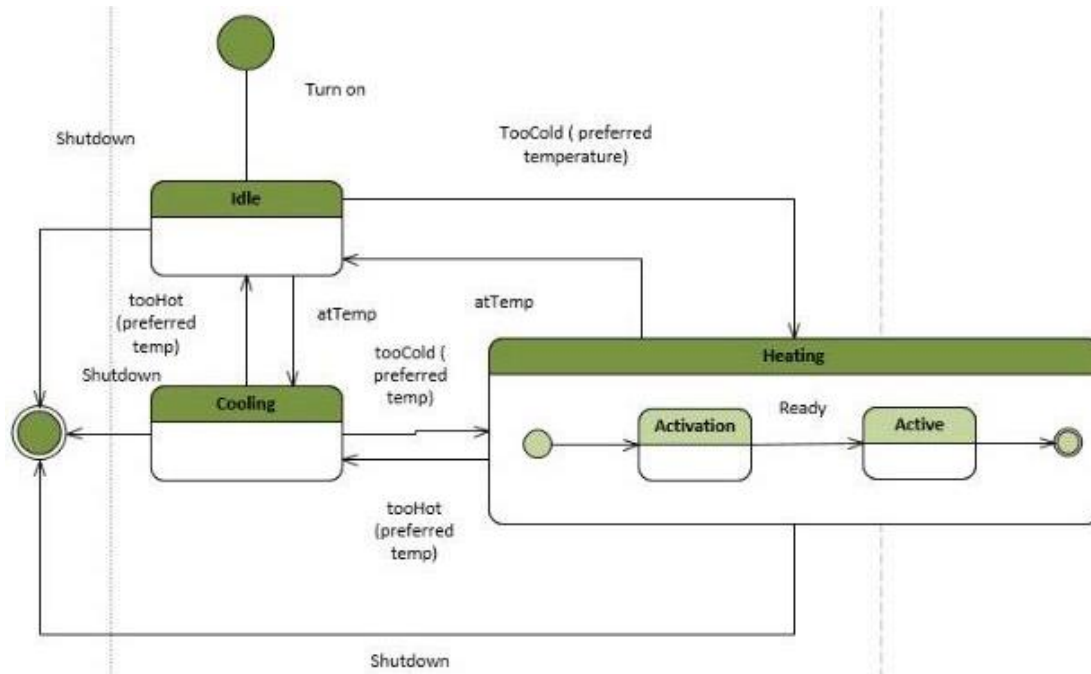 Turn on
Shutdown
TooCold ( preferred
temperature)
Idle
tooHot
(preferred
temp)
atTemp
atTemp
tooCold (
preferred
temp)
Heating
Shutdown
Cooling
Ready
Activation
Active
tooHot
(preferred
temp)
Shutdown